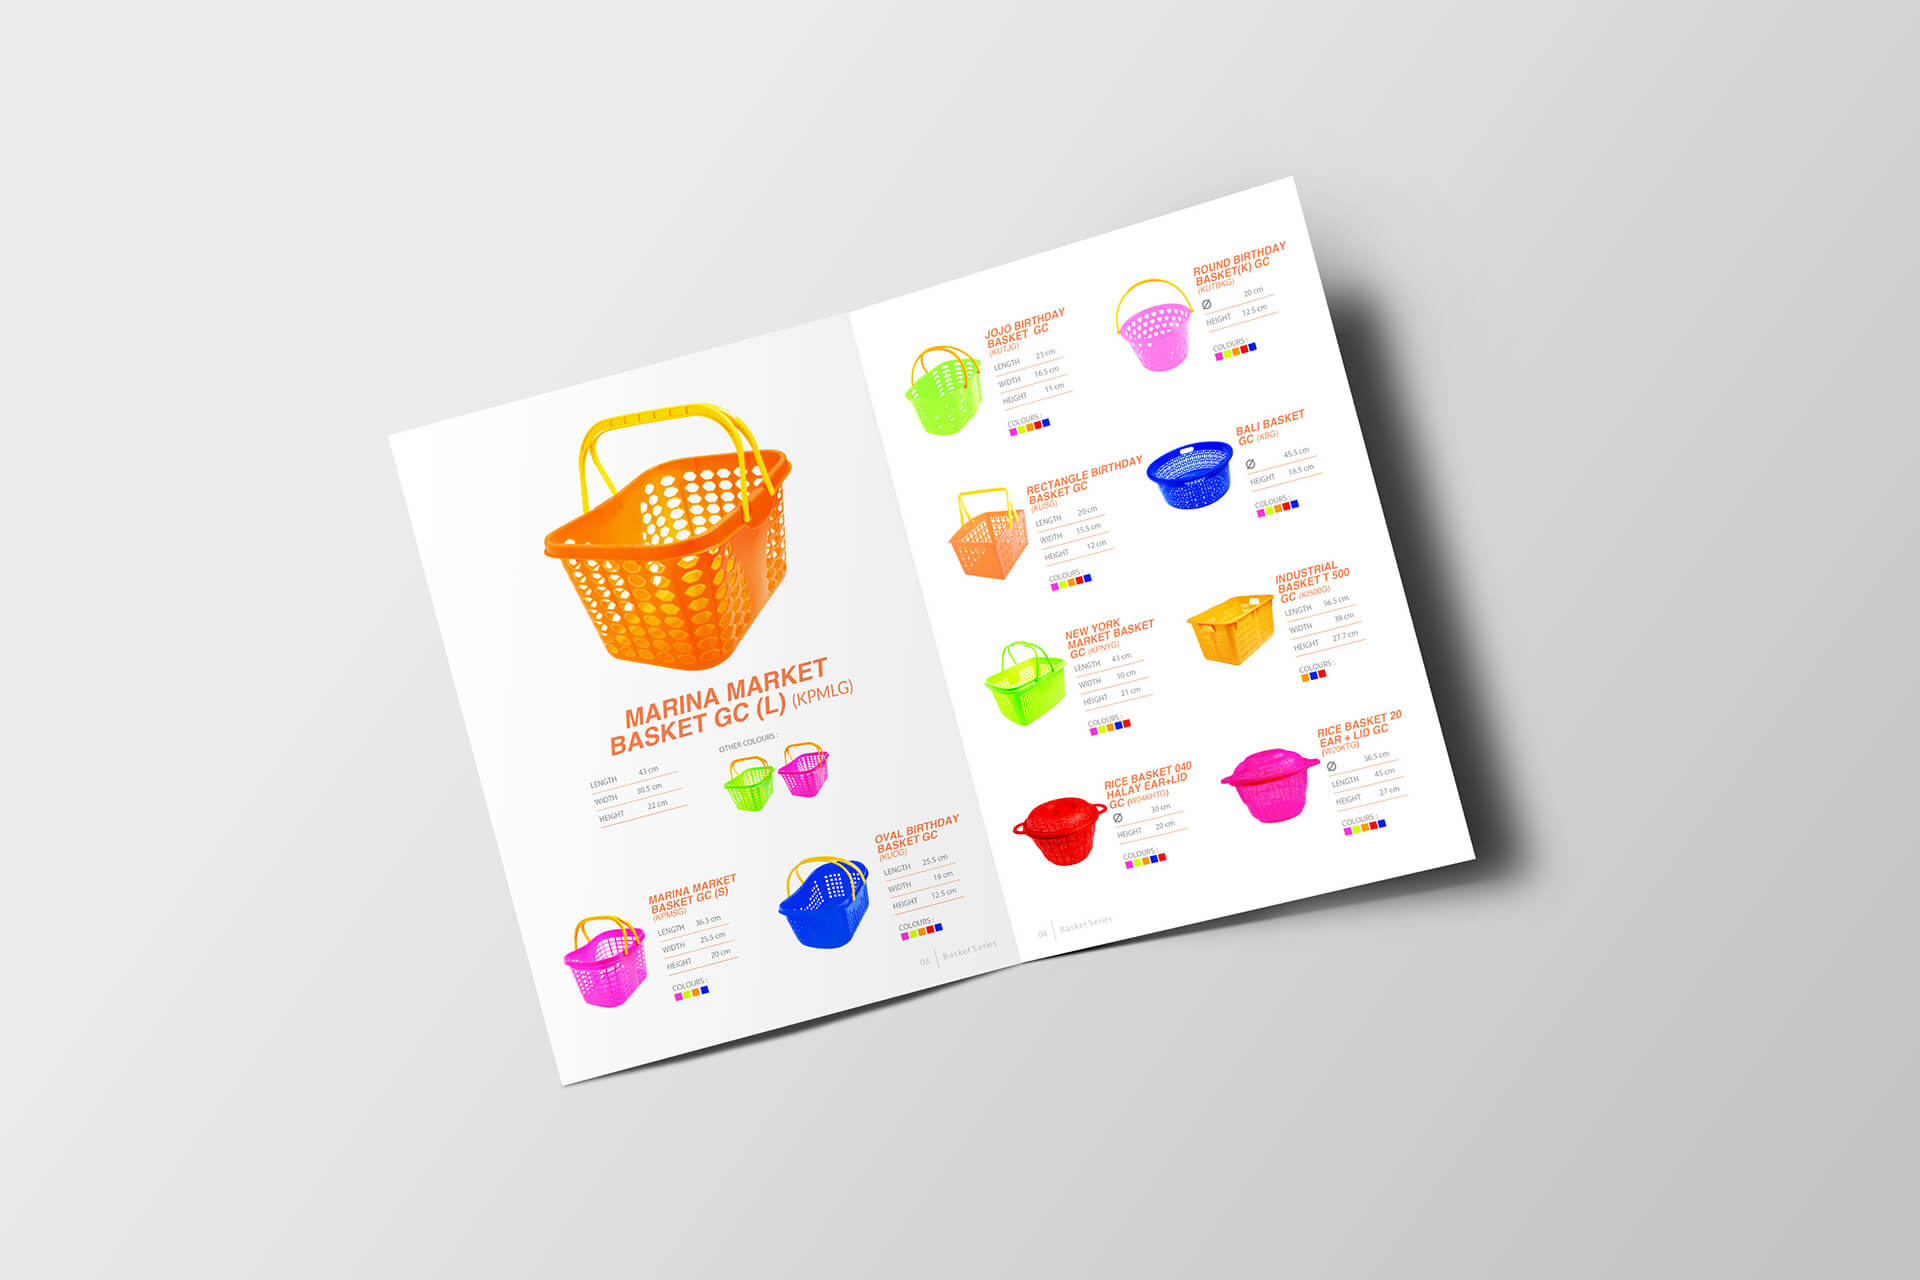 MARINA MARKET
BASKET GC (L) (KPMLG)
OTHER COLOURS :
LENGTH 43 cm
WIDTH 30.5 cm
HEIGHT 22 cm
MARINA MARKET
BASKET GC (S)
(KPMSG)
LENGTH 36.3 cm
WIDTH 25.5 cm
HEIGHT 20 cm
COLOURS :
OVAL BIRTHDAY
BASKET GC
(KUOG)
LENGTH 25.5 cm
WIDTH 18 cm
HEIGHT 12.5 cm
COLOURS :
03 | Basket Series
JOJO BIRTHDAY
BASKET GC
(KUTJG)
LENGTH 23 cm
WIDTH 16.5 cm
HEIGHT 11 cm
COLOURS :
ROUND BIRTHDAY
BASKET(K) GC
(KUTBKG)
Ø 20 cm
HEIGHT 12.5 cm
COLOURS :
RECTANGLE BIRTHDAY
BASKET GC
(KUSG)
LENGTH 20 cm
WIDTH 15.5 cm
HEIGHT 12 cm
COLOURS :
BALI BASKET
GC (KBG)
Ø 45.5 cm
HEIGHT 18.5 cm
COLOURS :
NEW YORK
MARKET BASKET
GC (KPNYG)
LENGTH 43 cm
WIDTH 30 cm
HEIGHT 21 cm
COLOURS :
INDUSTRIAL
BASKET T 500
GC (KI500G)
LENGTH 56.5 cm
WIDTH 38 cm
HEIGHT 27.7 cm
COLOURS :
RICE BASKET 040
HALAY EAR+LID
GC (W04KHTG)
Ø 30 cm
HEIGHT 20 cm
COLOURS :
RICE BASKET 20
EAR + LID GC
(W20KTG)
Ø 36.5 cm
LENGTH 45 cm
HEIGHT 27 cm
COLOURS :
04 | Basket Series